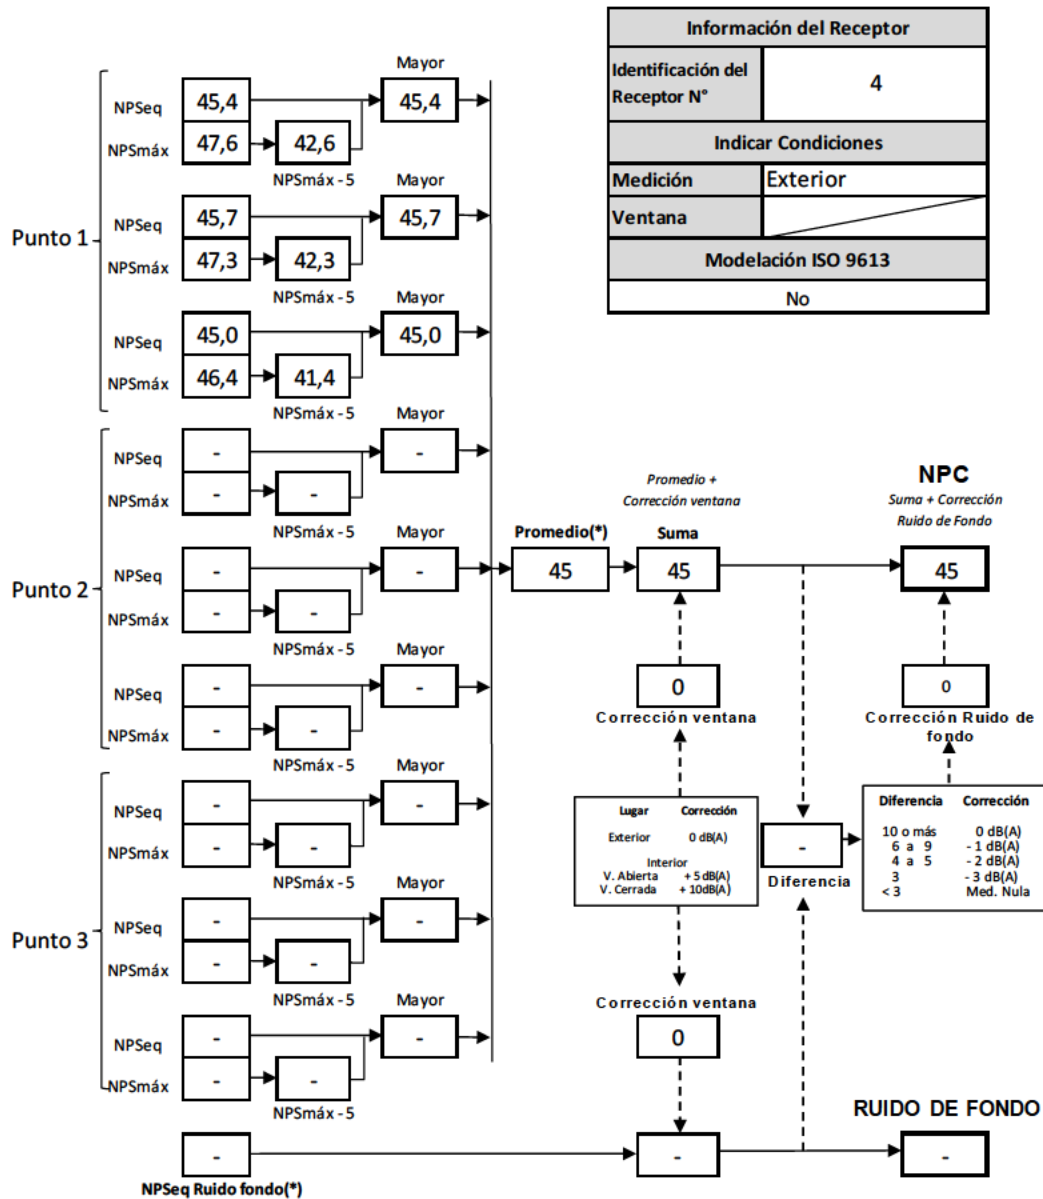 Información del Receptor
Identificación del
Receptor N°
4
Indicar Condiciones
Medición Exterior
Ventana
Modelación ISO 9613
No
Punto 1
Mayor
NPSeq 45,4 45,4
NPSmáx 47,6 42,6
NPSmáx - 5
Mayor
NPSeq 45,7 45,7
NPSmáx 47,3 42,3
NPSmáx - 5
Mayor
NPSeq 45,0 45,0
NPSmáx 46,4 41,4
NPSmáx - 5
Punto 2
Mayor
NPSeq - -
NPSmáx - -
NPSmáx - 5
Mayor
NPSeq - -
NPSmáx - -
NPSmáx - 5
Mayor
NPSeq - -
NPSmáx - -
NPSmáx - 5
Punto 3
Mayor
NPSeq - -
NPSmáx - -
NPSmáx - 5
Mayor
NPSeq - -
NPSmáx - -
NPSmáx - 5
Mayor
NPSeq - -
NPSmáx - -
NPSmáx - 5
-
NPSeq Ruido fondo(*)
Promedio(*)
45
Promedio +
Corrección ventana
Suma
45
0
Corrección ventana
Lugar Corrección
Exterior 0 dB(A)
Interior
V. Abierta + 5 dB(A)
V. Cerrada + 10dB(A)
Corrección ventana
0
-
-
Diferencia
NPC
Suma + Corrección
Ruido de Fondo
45
0
Corrección Ruido de
fondo
Diferencia Corrección
10 o más 0 dB(A)
6 a 9 - 1 dB(A)
4 a 5 - 2 dB(A)
3 - 3 dB(A)
< 3 Med. Nula
RUIDO DE FONDO
-